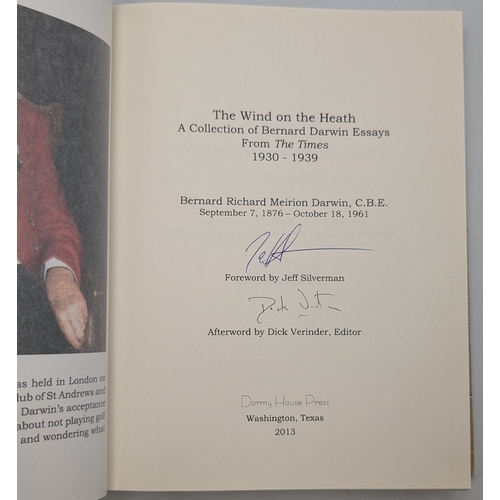 as held in London on
lub of St Andrews and
Darwin's acceptance
about not playing golf
and wondering what
The Wind on the Heath
A Collection of Bernard Darwin Essays
From The Times
1930 - 1939
Bernard Richard Meirion Darwin, C.B.E.
September 7, 1876 – October 18, 1961
Foreword by Jeff Silverman
Afterword by Dick Verinder, Editor
Dormy House Press
Washington, Texas
2013